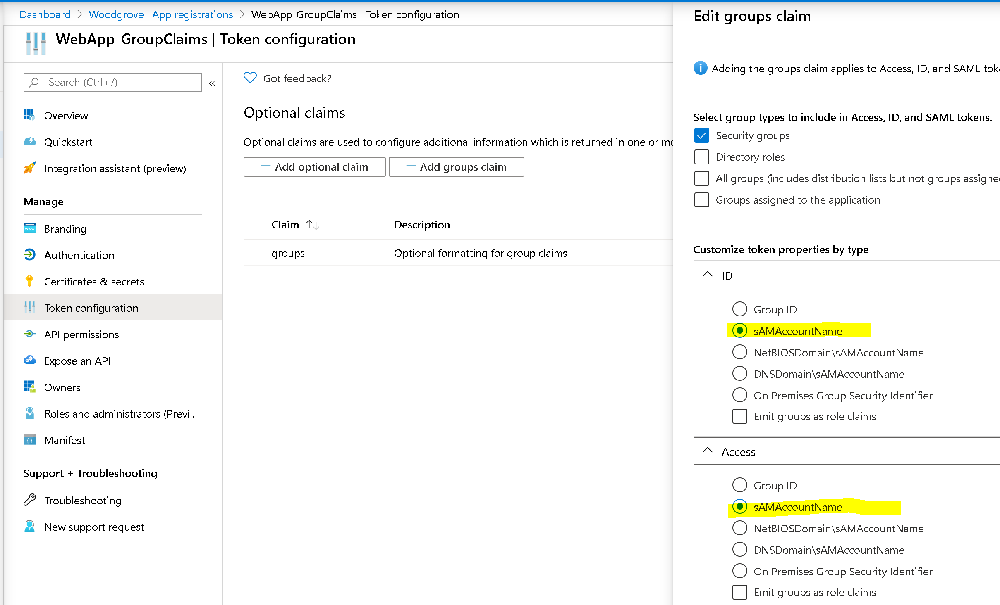 Dashboard > Woodgrove | App registrations > WebApp-GroupClaims | Token configuration
WebApp-GroupClaims | Token configuration
Search (Ctrl+/)
«
Overview
Quickstart
Integration assistant (preview)
Manage
www
Branding
Authentication
Certificates & secrets
Token configuration
API permissions
Expose an API
Owners
Roles and administrators (Previ...
Manifest
Support + Troubleshooting
Troubleshooting
New support request
Got feedback?
Optional claims
Optional claims are used to configure additional information which is returned in one or mo
+ Add optional claim
+ Add groups claim
Claim ↑↓ Description
groups Optional formatting for group claims
Edit groups claim
Adding the groups claim applies to Access, ID, and SAML toke
Select group types to include in Access, ID, and SAML tokens.
Security groups
Directory roles
All groups (includes distribution lists but not groups assigned
Groups assigned to the application
Customize token properties by type
ID
Group ID
sAMAccountName
NetBIOSDomain\sAMAccountName
DNSDomain\sAMAccountName
On Premises Group Security Identifier
Emit groups as role claims
Access
Group ID
sAMAccountName
NetBIOSDomain\sAMAccountName
DNSDomain\sAMAccountName
On Premises Group Security Identifier
Emit groups as role claims